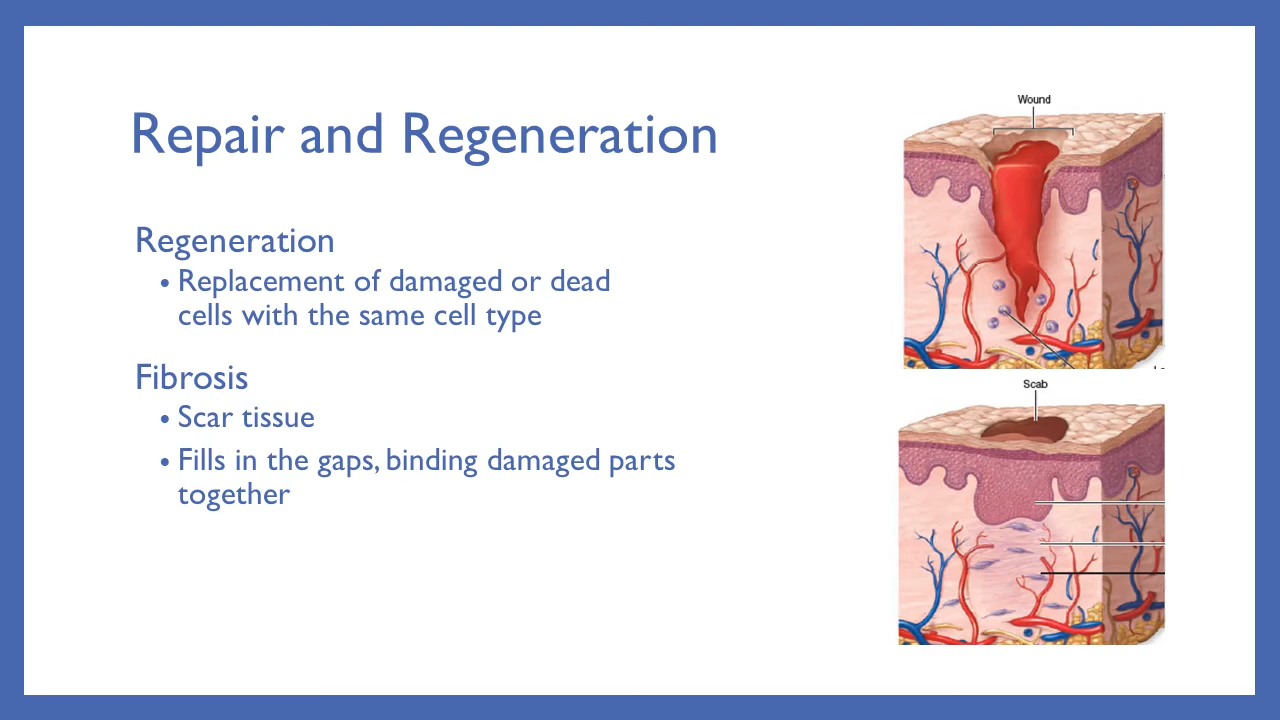 Repair and Regeneration
Regeneration
• Replacement of damaged or dead
cells with the same cell type
Fibrosis
• Scar tissue
• Fills in the gaps, binding damaged parts
together
Wound
Scab